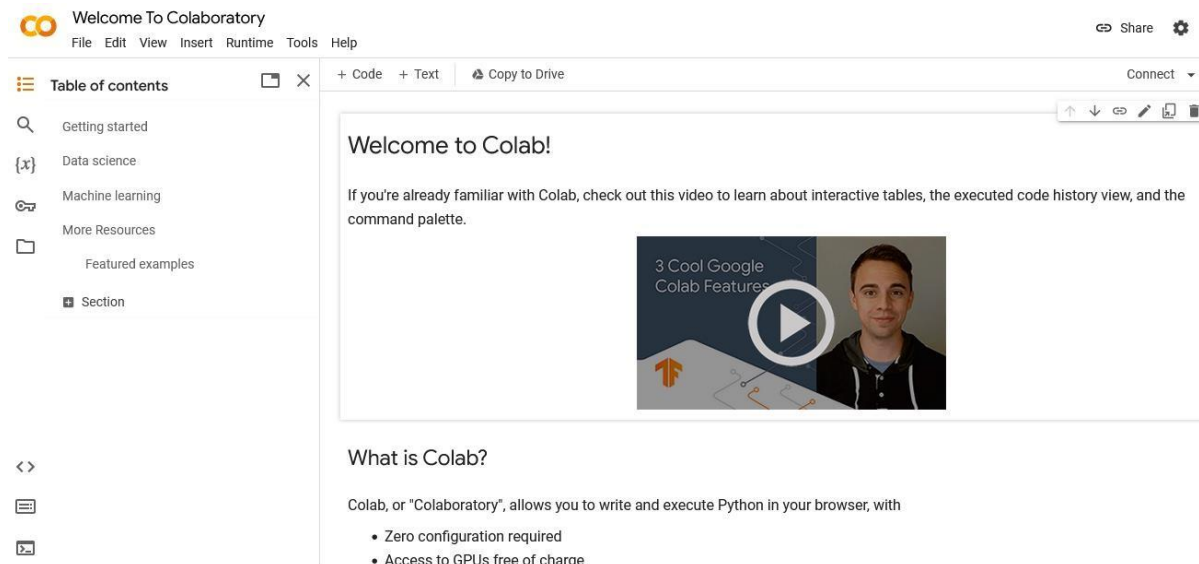 Welcome To Colaboratory
File Edit View Insert Runtime Tools Help
Share
Table of contents
Getting started
Data science
Machine learning
More Resources
Featured examples
Section
{x}
+ Code + Text Copy to Drive
Connect
Welcome to Colab!
If you're already familiar with Colab, check out this video to learn about interactive tables, the executed code history view, and the
command palette.
3 Cool Google
Colab Features
What is Colab?
Colab, or "Colaboratory", allows you to write and execute Python in your browser, with
• Zero configuration required
• Access to GPUs free of charge